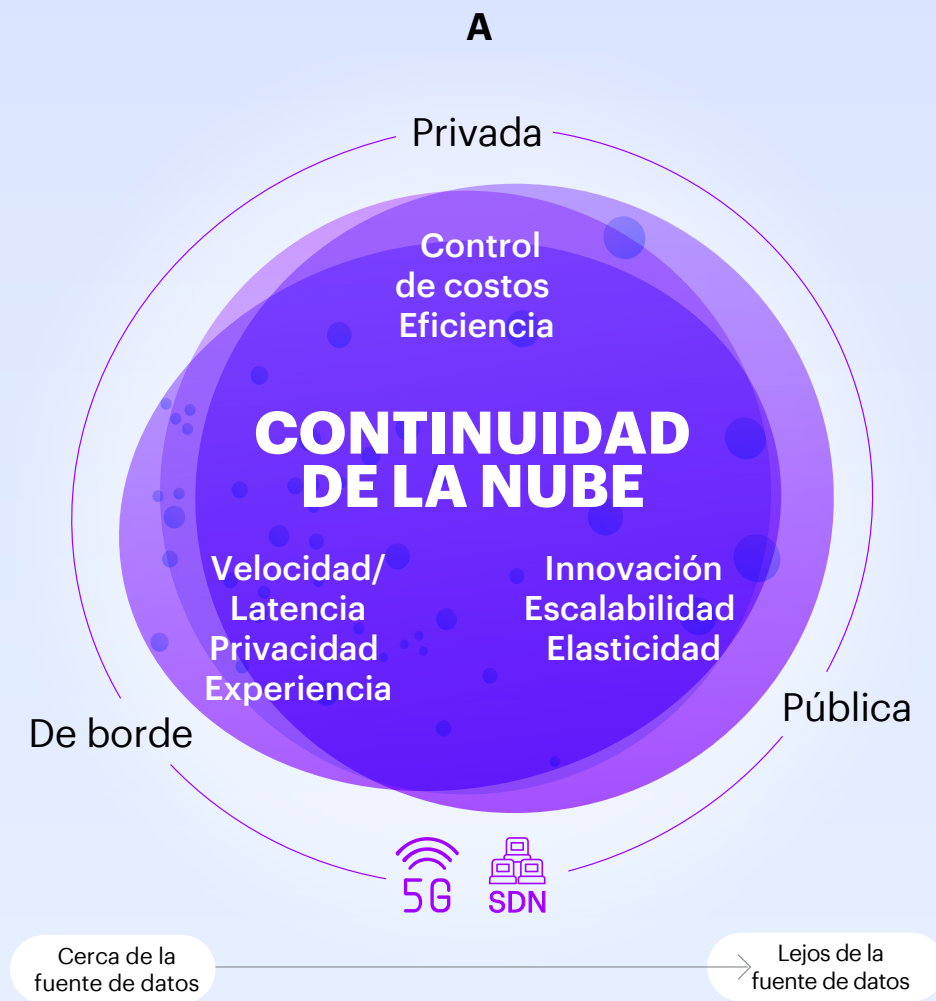 A
Privada
Control
de costos
Eficiencia
CONTINUIDAD
DE LA NUBE
Velocidad/
Latencia
Privacidad
Experiencia
Innovación
Escalabilidad
Elasticidad
De borde
Pública
5G
SDN
Cerca de la
fuente de datos
Lejos de la
fuente de datos